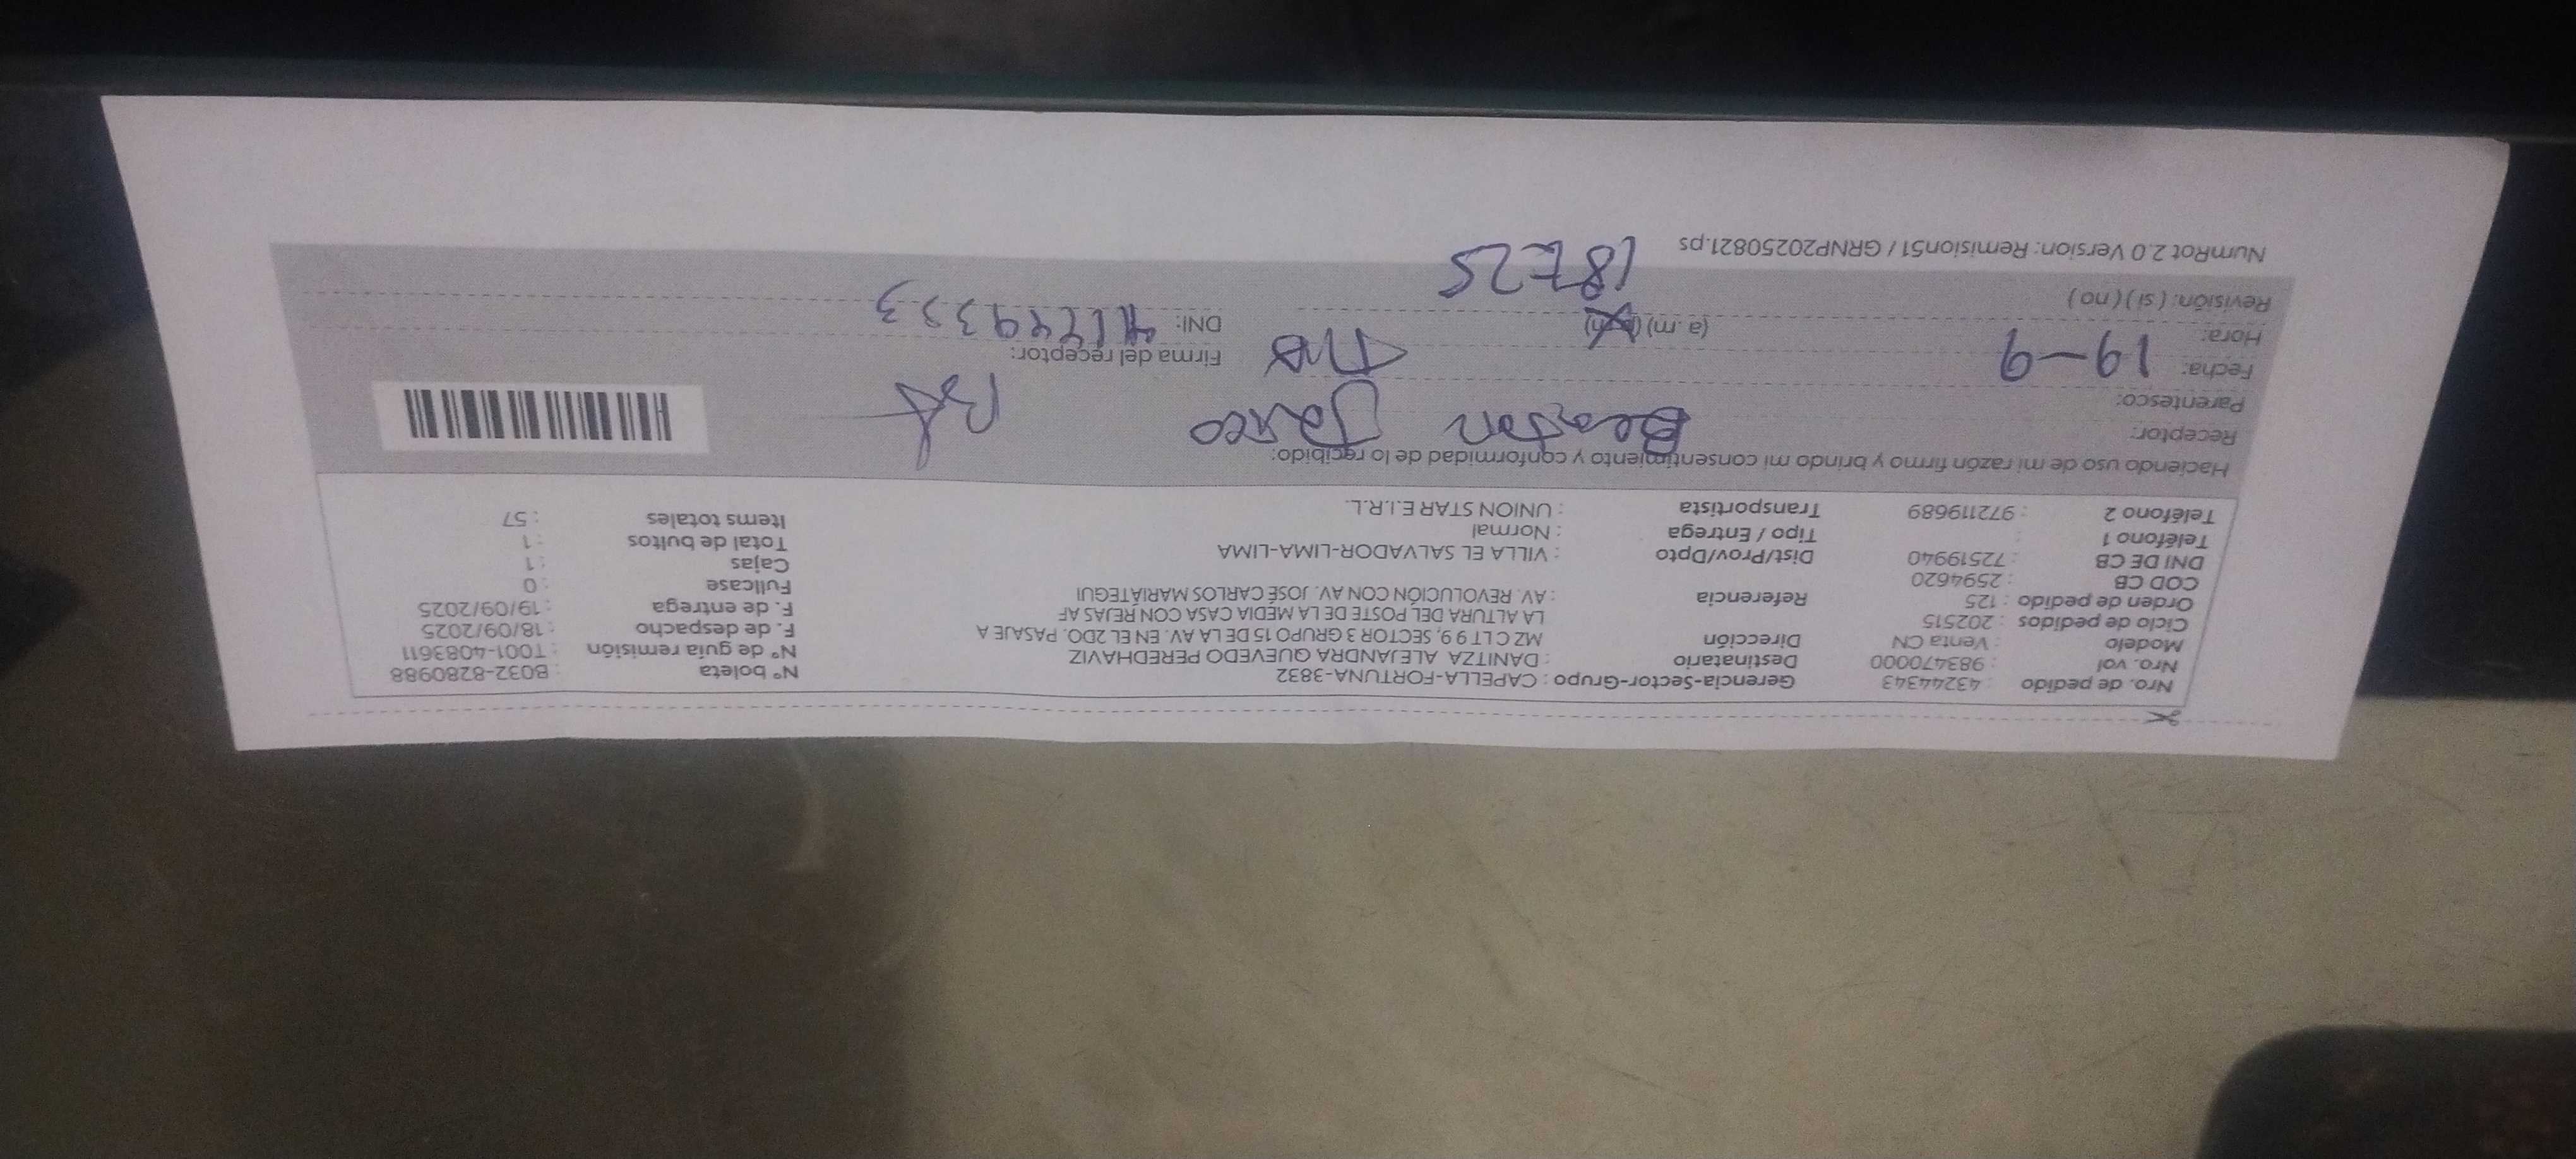 Nro. de pedido : 43244343 Gerencia-Sector-Grupo : CAPELLA-FORTUNA-3832 N° boleta : B032-8280988
Nro. vol : 983470000 Destinatario : DANITZA ALEJANDRA QUEVEDO PEREDHAVIZ N° de guía remisión : T001-4083611
Modelo : Venta CN Dirección MZ C LT 9 9, SECTOR 3 GRUPO 15 DE LA AV. EN EL 2DO. PASAJE A F. de despacho : 18/09/2025
Ciclo de pedidos : 202515 LA ALTURA DEL POSTE DE LA MEDIA CASA CON REJAS AF F. de entrega : 19/09/2025
Orden de pedido : 125 Referencia : AV. REVOLUCIÓN CON AV. JOSÉ CARLOS MARIÁTEGUI Fullcase : 0
COD CB : 2594620 Cajas : 1
DNI DE CB : 72519940 Dist/Prov/Dpto : VILLA EL SALVADOR-LIMA-LIMA Total de bultos : 1
Teléfono 1 : Tipo / Entrega : Normal Items totales : 57
Teléfono 2 : 972119689 Transportista : UNION STAR E.I.R.L.
Haciendo uso de mi razón firmo y brindo mi consentimiento y conformidad de lo recibido:
Receptor:
Parentesco:
Fecha: 19-9 Firma del receptor:
Hora: (a.m) DNI:
Revisión: ( si ) ( no )
NumRot 2.0 Version: Remision51 / GRNP20250821.ps